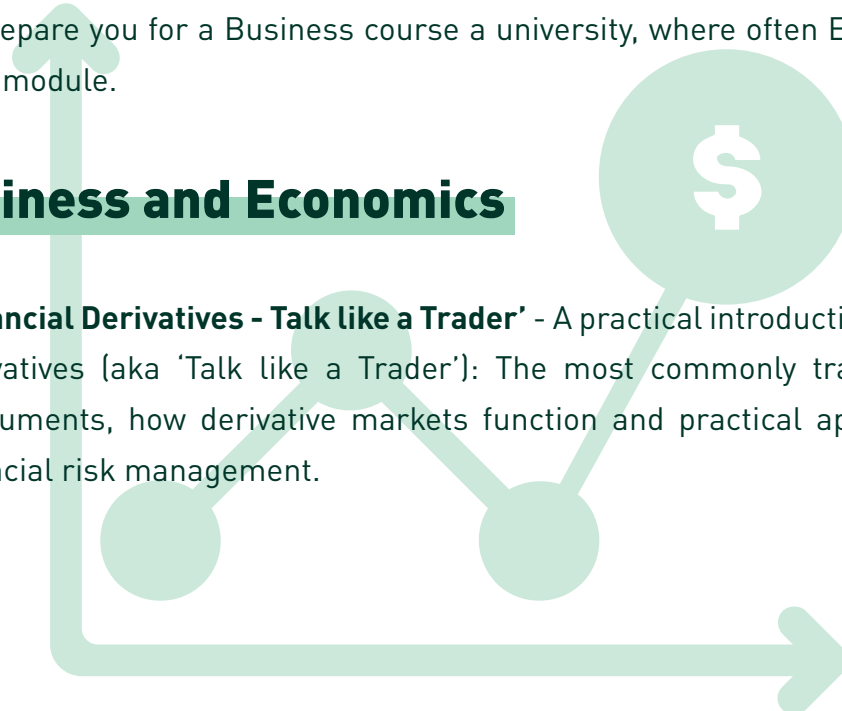 epare you for a Business course a university, where often E
module.
iness and Economics
$
ancial Derivatives - Talk like a Trader’ - A practical introducti
vatives (aka ‘Talk like a Trader’): The most commonly tra
uments, how derivative markets function and practical ap
ncial risk management.